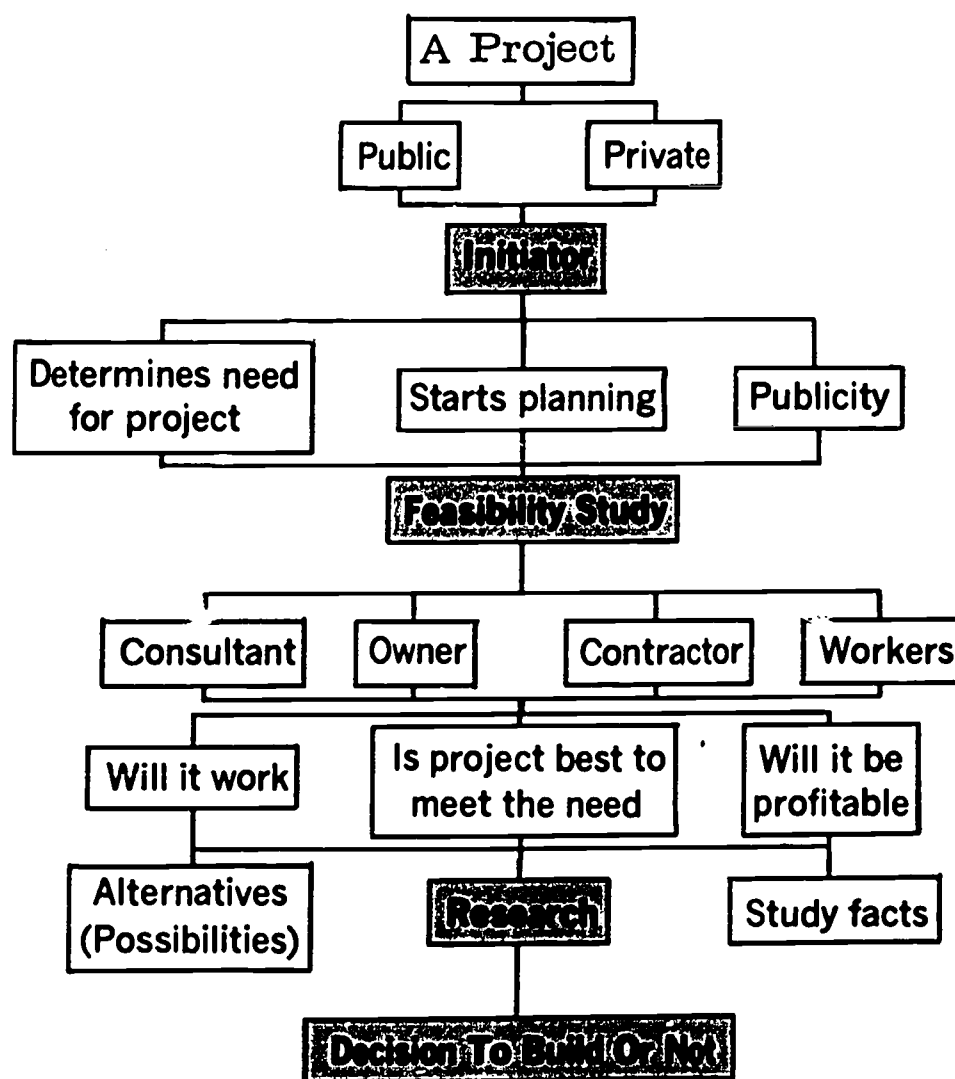 A Project
Public
Private
Initiator
Determines need
for project
Starts planning
Publicity
Feasibility Study
Consultant
Owner
Contractor
Workers
Will it work
Is project best to
meet the need
Will it be
profitable
Alternatives
(Possibilities)
Research
Study facts
Decision To Build Or Not